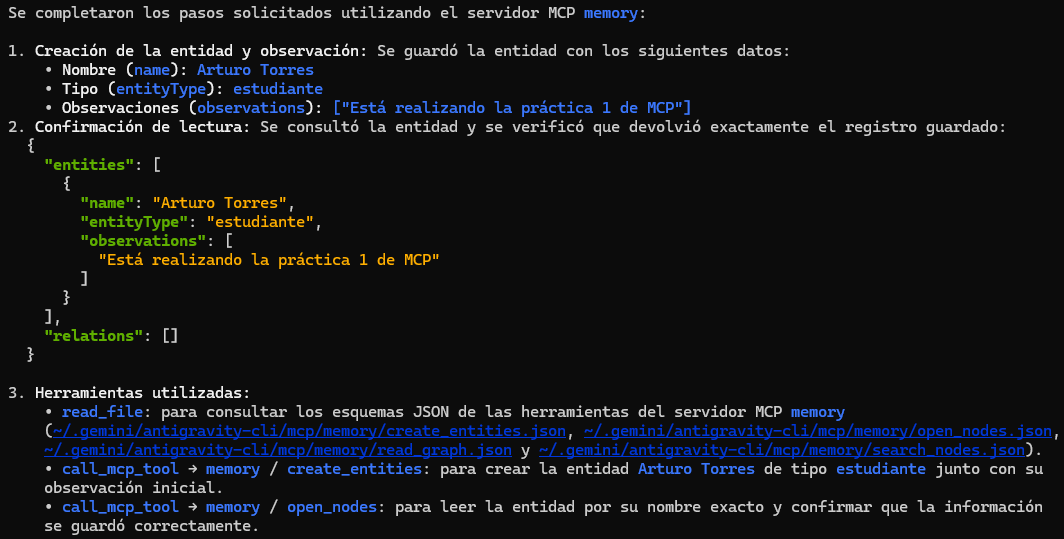 Se completaron los pasos solicitados utilizando el servidor MCP memory:
1. Creación de la entidad y observación: Se guardó la entidad con los siguientes datos:
• Nombre (name): Arturo Torres
• Tipo (entityType): estudiante
• Observaciones (observations): ["Está realizando la práctica 1 de MCP"]
2. Confirmación de lectura: Se consultó la entidad y se verificó que devolvió exactamente el registro guardado:
{
"entities": [
{
"name": "Arturo Torres",
"entityType": "estudiante",
"observations": [
"Está realizando la práctica 1 de MCP"
]
}
],
"relations": []
}
3. Herramientas utilizadas:
• read_file: para consultar los esquemas JSON de las herramientas del servidor MCP memory
(~/.gemini/antigravity-cli/mcp/memory/create_entities.json, ~/.gemini/antigravity-cli/mcp/memory/open_nodes.json,
~/.gemini/antigravity-cli/mcp/memory/read_graph.json y ~/.gemini/antigravity-cli/mcp/memory/search_nodes.json).
• call_mcp_tool → memory / create_entities: para crear la entidad Arturo Torres de tipo estudiante junto con su
observación inicial.
• call_mcp_tool → memory / open_nodes: para leer la entidad por su nombre exacto y confirmar que la información
se guardó correctamente.